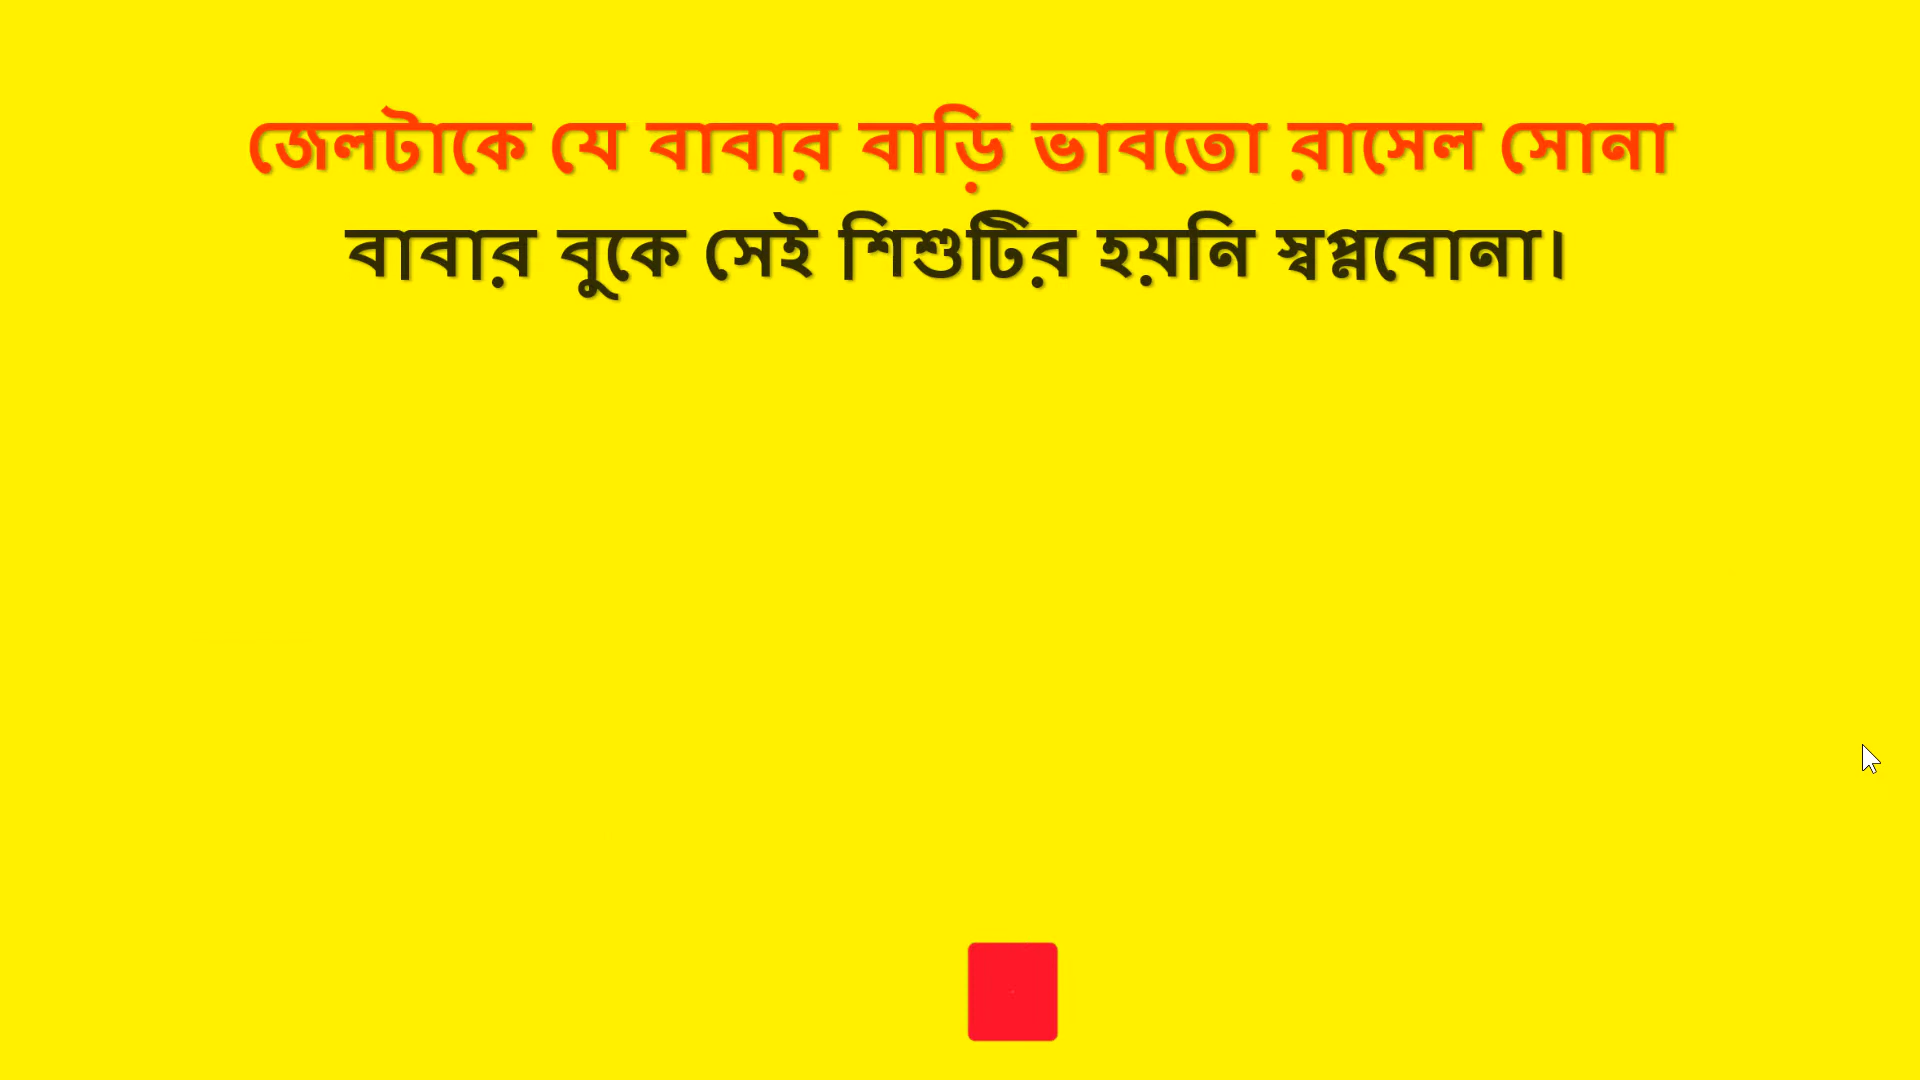 জেলটাকে যে বাবার বাড়ি ভাবতো রাসেল সোনা
বাবার বুকে সেই শিশুটির হয়নি স্বপ্নবোনা।